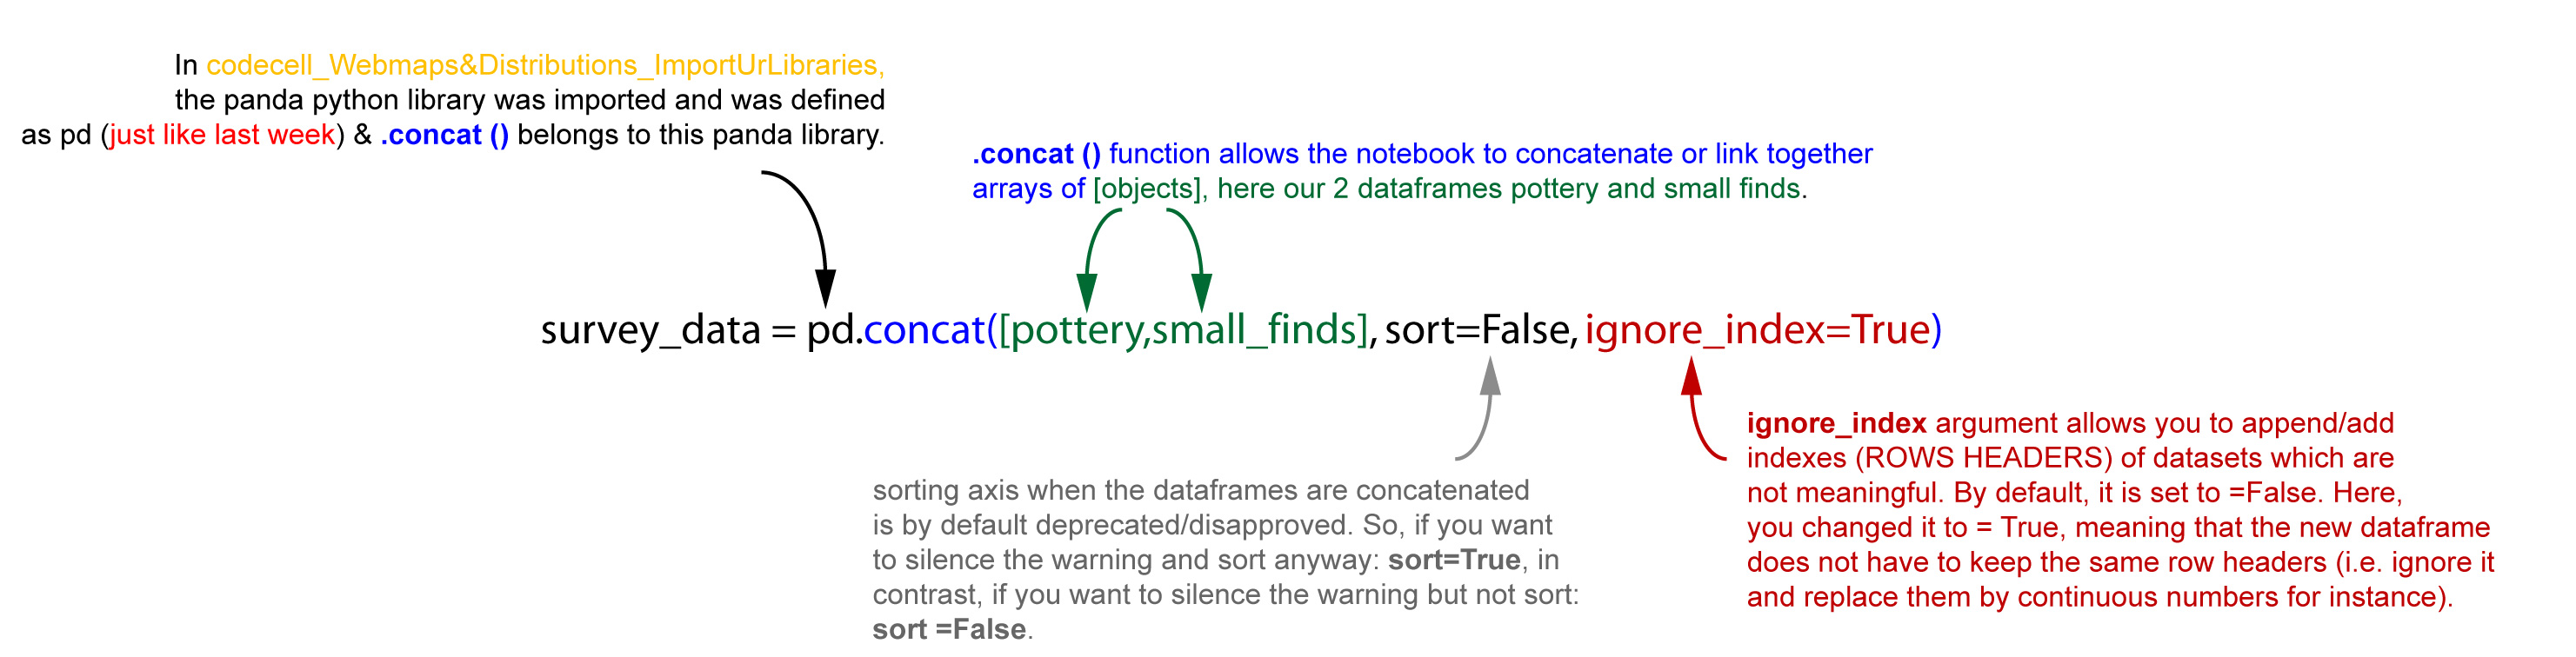 In codecell_Webmaps&Distributions_ImportUrLibraries,
the panda python library was imported and was defined
as pd (just like last week) & .concat () belongs to this panda library.
.concat () function allows the notebook to concatenate or link together
arrays of [objects], here our 2 dataframes pottery and small finds.
survey_data = pd.concat([pottery,small_finds], sort=False, ignore_index=True)
sorting axis when the dataframes are concatenated
is by default deprecated/disapproved. So, if you want
to silence the warning and sort anyway: sort=True, in
contrast, if you want to silence the warning but not sort:
sort =False.
ignore_index argument allows you to append/add
indexes (ROWS HEADERS) of datasets which are
not meaningful. By default, it is set to =False. Here,
you changed it to = True, meaning that the new dataframe
does not have to keep the same row headers (i.e. ignore it
and replace them by continuous numbers for instance).